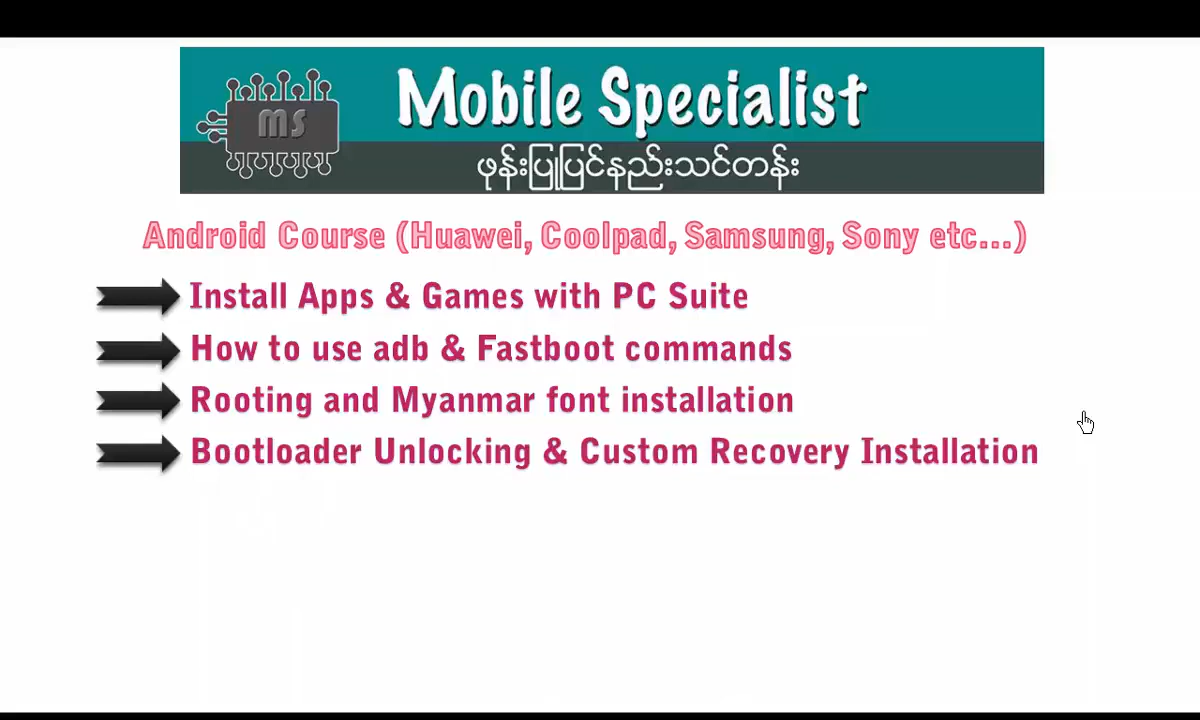 MS
Mobile Specialist
ဖုန်းပြုပြင်နည်းသင်တန်း
Android Course (Huawei, Coolpad, Samsung, Sony etc...)
Install Apps & Games with PC Suite
How to use adb & Fastboot commands
Rooting and Myanmar font installation
Bootloader Unlocking & Custom Recovery Installation